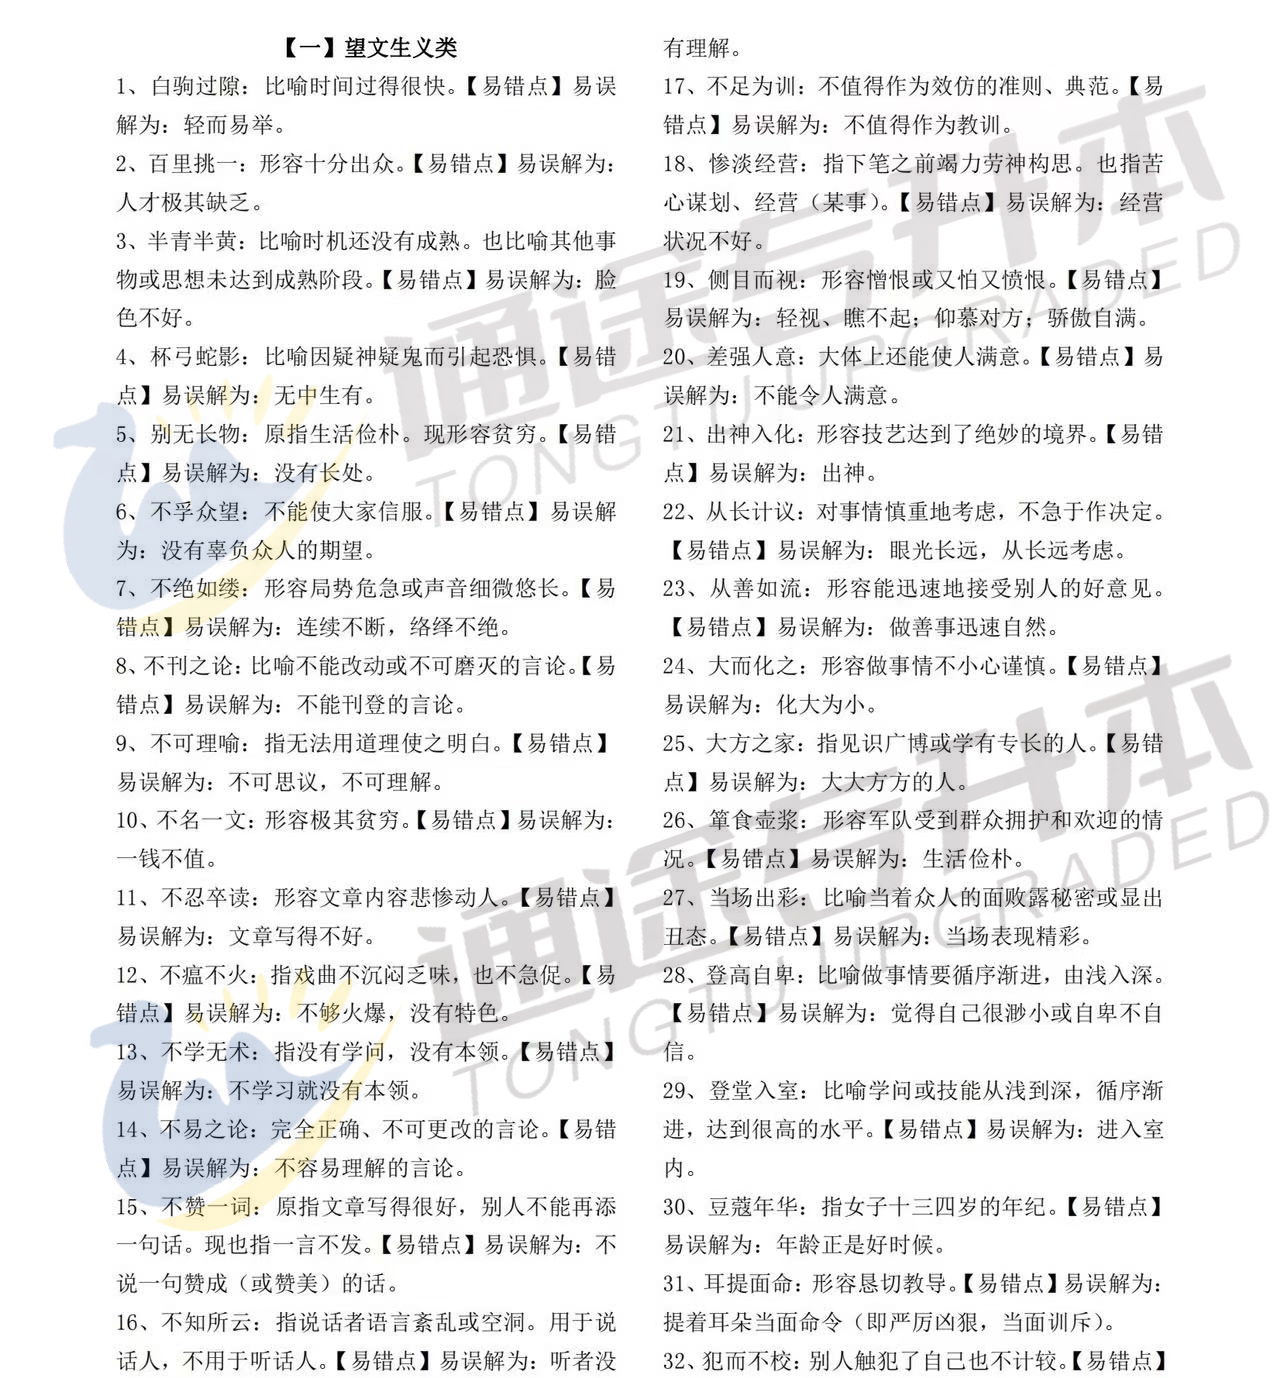 【一】望文生义类
1、白驹过隙：比喻时间过得很快。【易错点】易误
解为：轻而易举。
2、百里挑一：形容十分出众。【易错点】易误解为：
人才极其缺乏。
3、半青半黄：比喻时机还没有成熟。也比喻其他事
物或思想未达到成熟阶段。【易错点】易误解为：脸
色不好。
4、杯弓蛇影：比喻因疑神疑鬼而引起恐惧。【易错
点】易误解为：无中生有。
5、别无长物：原指生活俭朴。现形容贫穷。【易错
点】易误解为：没有长处。
6、不孚众望：不能使大家信服。【易错点】易误解
为：没有辜负众人的期望。
7、不绝如缕：形容局势危急或声音细微悠长。【易
错点】易误解为：连续不断，络绎不绝。
8、不刊之论：比喻不能改动或不可磨灭的言论。【易
错点】易误解为：不能刊登的言论。
9、不可理喻：指无法用道理使之明白。【易错点】
易误解为：不可思议，不可理解。
10、不名一文：形容极其贫穷。【易错点】易误解为：
一钱不值。
11、不忍卒读：形容文章内容悲惨动人。【易错点】
易误解为：文章写得不好。
12、不瘟不火：指戏曲不沉闷乏味，也不急促。【易
错点】易误解为：不够火爆，没有特色。
13、不学无术：指没有学问，没有本领。【易错点】
易误解为：不学习就没有本领。
14、不易之论：完全正确、不可更改的言论。【易错
点】易误解为：不容易理解的言论。
15、不赞一词：原指文章写得很好，别人不能再添
一句话。现也指一言不发。【易错点】易误解为：不
说一句赞成（或赞美）的话。
16、不知所云：指说话者语言紊乱或空洞。用于说
话人，不用于听话人。【易错点】易误解为：听者没
有理解。
17、不足为训：不值得作为效仿的准则、典范。【易
错点】易误解为：不值得作为教训。
18、惨淡经营：指下笔之前竭力劳神构思。也指苦
心谋划、经营（某事）。【易错点】易误解为：经营
状况不好。
19、侧目而视：形容憎恨或又怕又愤恨。【易错点】
易误解为：轻视、瞧不起；仰慕对方；骄傲自满。
20、差强人意：大体上还能使人满意。【易错点】易
误解为：不能令人满意。
21、出神入化：形容技艺达到了绝妙的境界。【易错
点】易误解为：出神。
22、从长计议：对事情慎重地考虑，不急于作决定。
【易错点】易误解为：眼光长远，从长远考虑。
23、从善如流：形容能迅速地接受别人的好意见。
【易错点】易误解为：做善事迅速自然。
24、大而化之：形容做事情不小心谨慎。【易错点】
易误解为：化大为小。
25、大方之家：指见识广博或学有专长的人。【易错
点】易误解为：大大方方的人。
26、箪食壶浆：形容军队受到群众拥护和欢迎的情
况。【易错点】易误解为：生活俭朴。
27、当场出彩：比喻当着众人的面败露秘密或显出
丑态。【易错点】易误解为：当场表现精彩。
28、登高自卑：比喻做事情要循序渐进，由浅入深。
【易错点】易误解为：觉得自己很渺小或自卑不自
信。
29、登堂入室：比喻学问或技能从浅到深，循序渐
进，达到很高的水平。【易错点】易误解为：进入室
内。
30、豆蔻年华：指女子十三四岁的年纪。【易错点】
易误解为：年龄正是好时候。
31、耳提面命：形容恳切教导。【易错点】易误解为：
提着耳朵当面命令（即严厉凶狠，当面训斥）。
32、犯而不校：别人触犯了自己也不计较。【易错点】
通途专升本
TONGTU UPGRADED
通途专升本
TONGTU UPGRADED